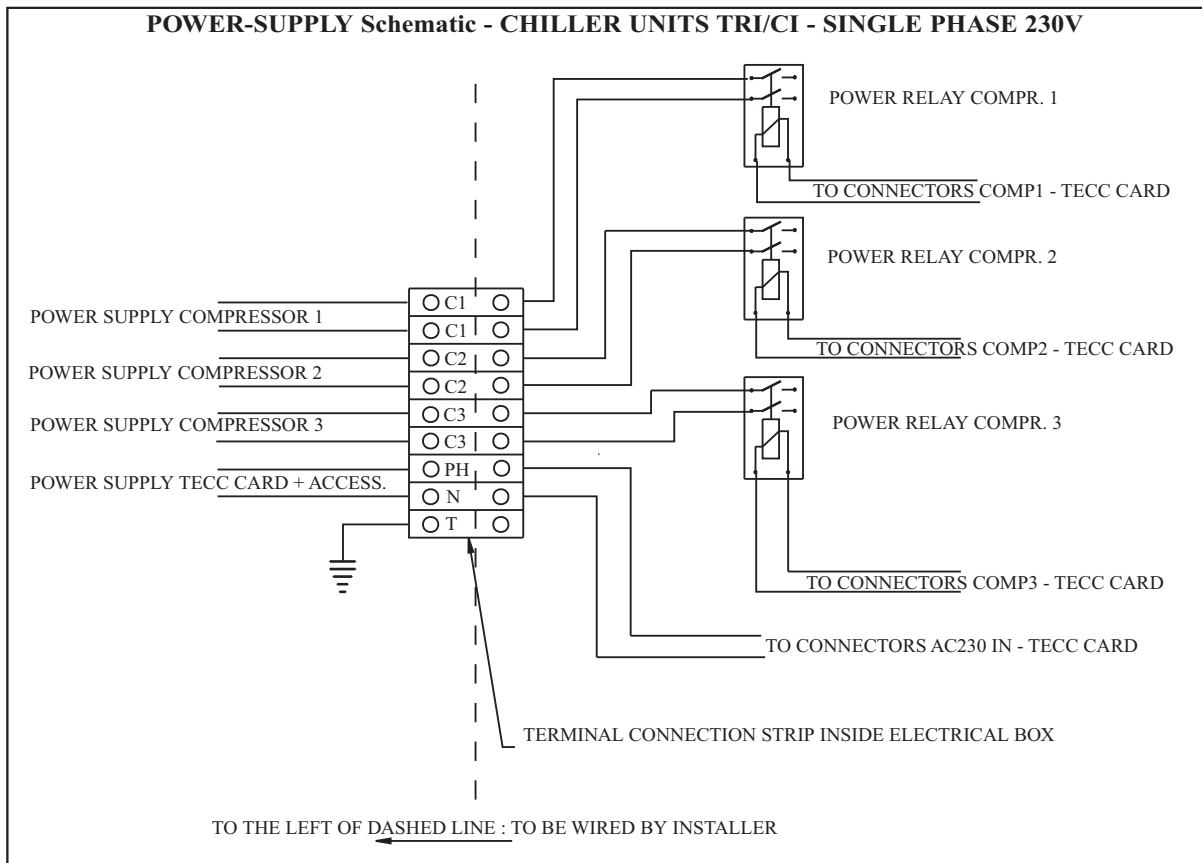 POWER-SUPPLY Schematic - CHILLER UNITS TRI/CI - SINGLE PHASE 230V
POWER RELAY COMPR. 1
TO CONNECTORS COMP1 - TECC CARD
POWER RELAY COMPR. 2
TO CONNECTORS COMP2 - TECC CARD
POWER RELAY COMPR. 3
TO CONNECTORS COMP3 - TECC CARD
POWER SUPPLY COMPRESSOR 1
POWER SUPPLY COMPRESSOR 2
POWER SUPPLY COMPRESSOR 3
POWER SUPPLY TECC CARD + ACCESS.
C1
C1
C2
C2
C3
C3
PH
N
T
TO CONNECTORS AC230 IN - TECC CARD
TERMINAL CONNECTION STRIP INSIDE ELECTRICAL BOX
TO THE LEFT OF DASHED LINE : TO BE WIRED BY INSTALLER